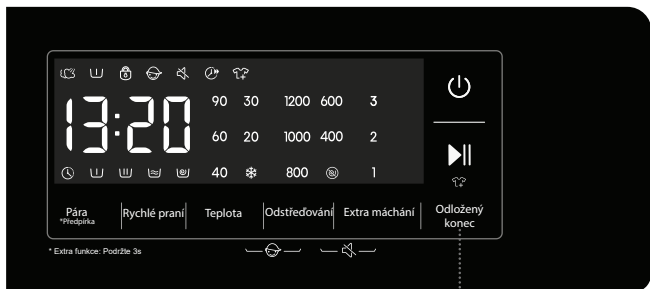 13:20
90 30 1200 600 3
60 20 1000 400 2
40 800 1
Pára
*Předpírka
Rychlé praní
Teplota
Odstřeďování
Extra máchání
Odložený
konec
* Extra funkce: Podržte 3s